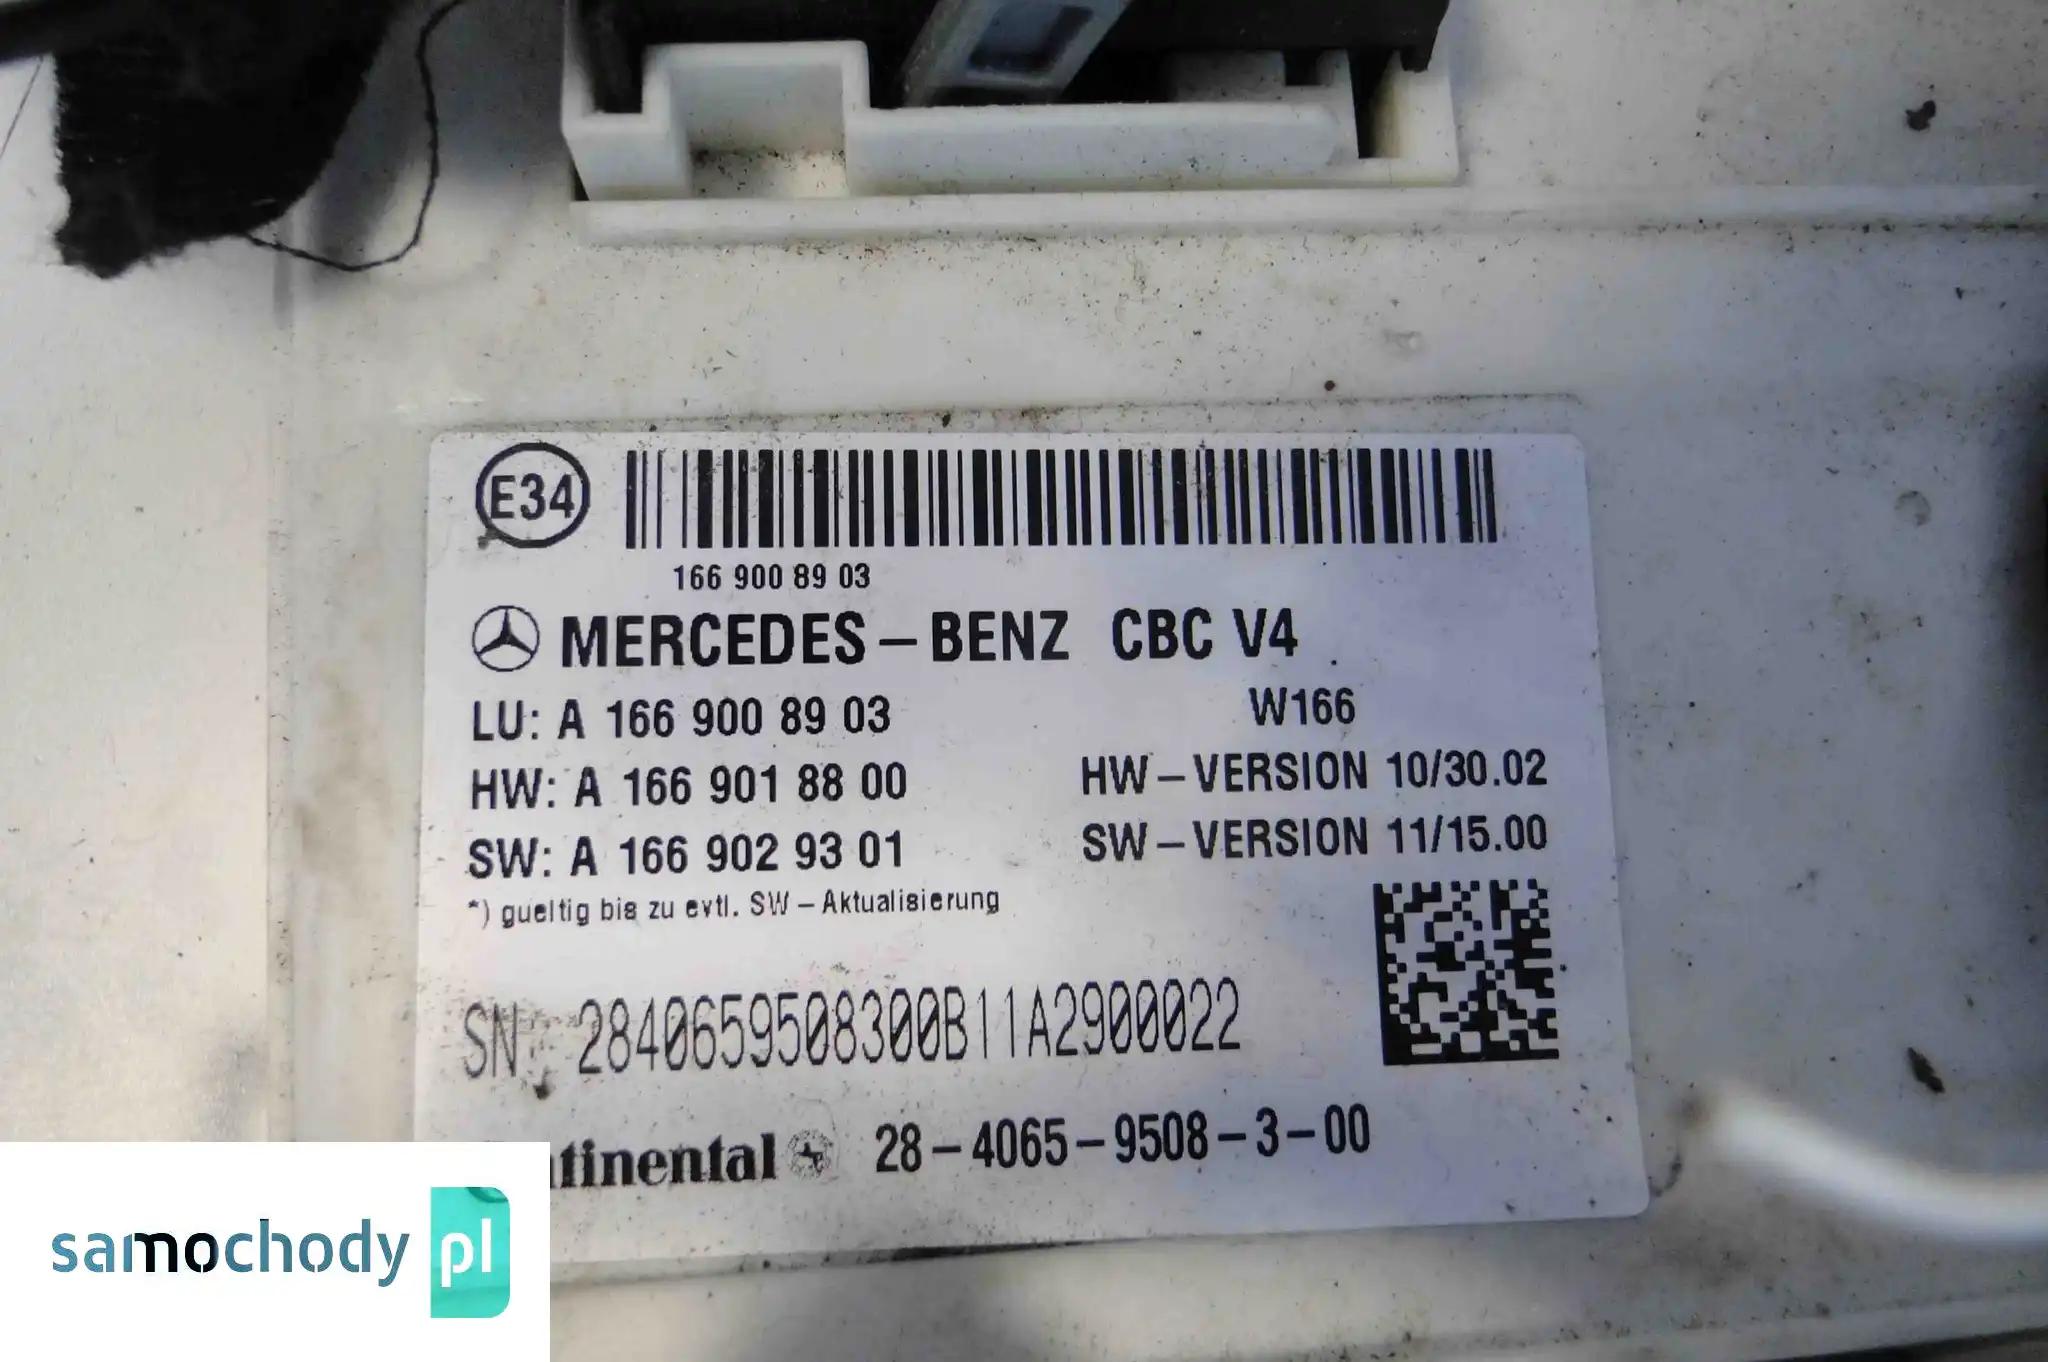 E34
166 900 89 03
MERCEDES-BENZ CBC V4
LU: A 166 900 89 03 W166
HW: A 166 901 88 00 HW-VERSION 10/30.02
SW: A 166 902 93 01 SW-VERSION 11/15.00
*) gueltig bis zu evtl. SW-Aktualisierung
SN: 2840659508300B11A2900022
28-4065-9508-3-00
samochody pl